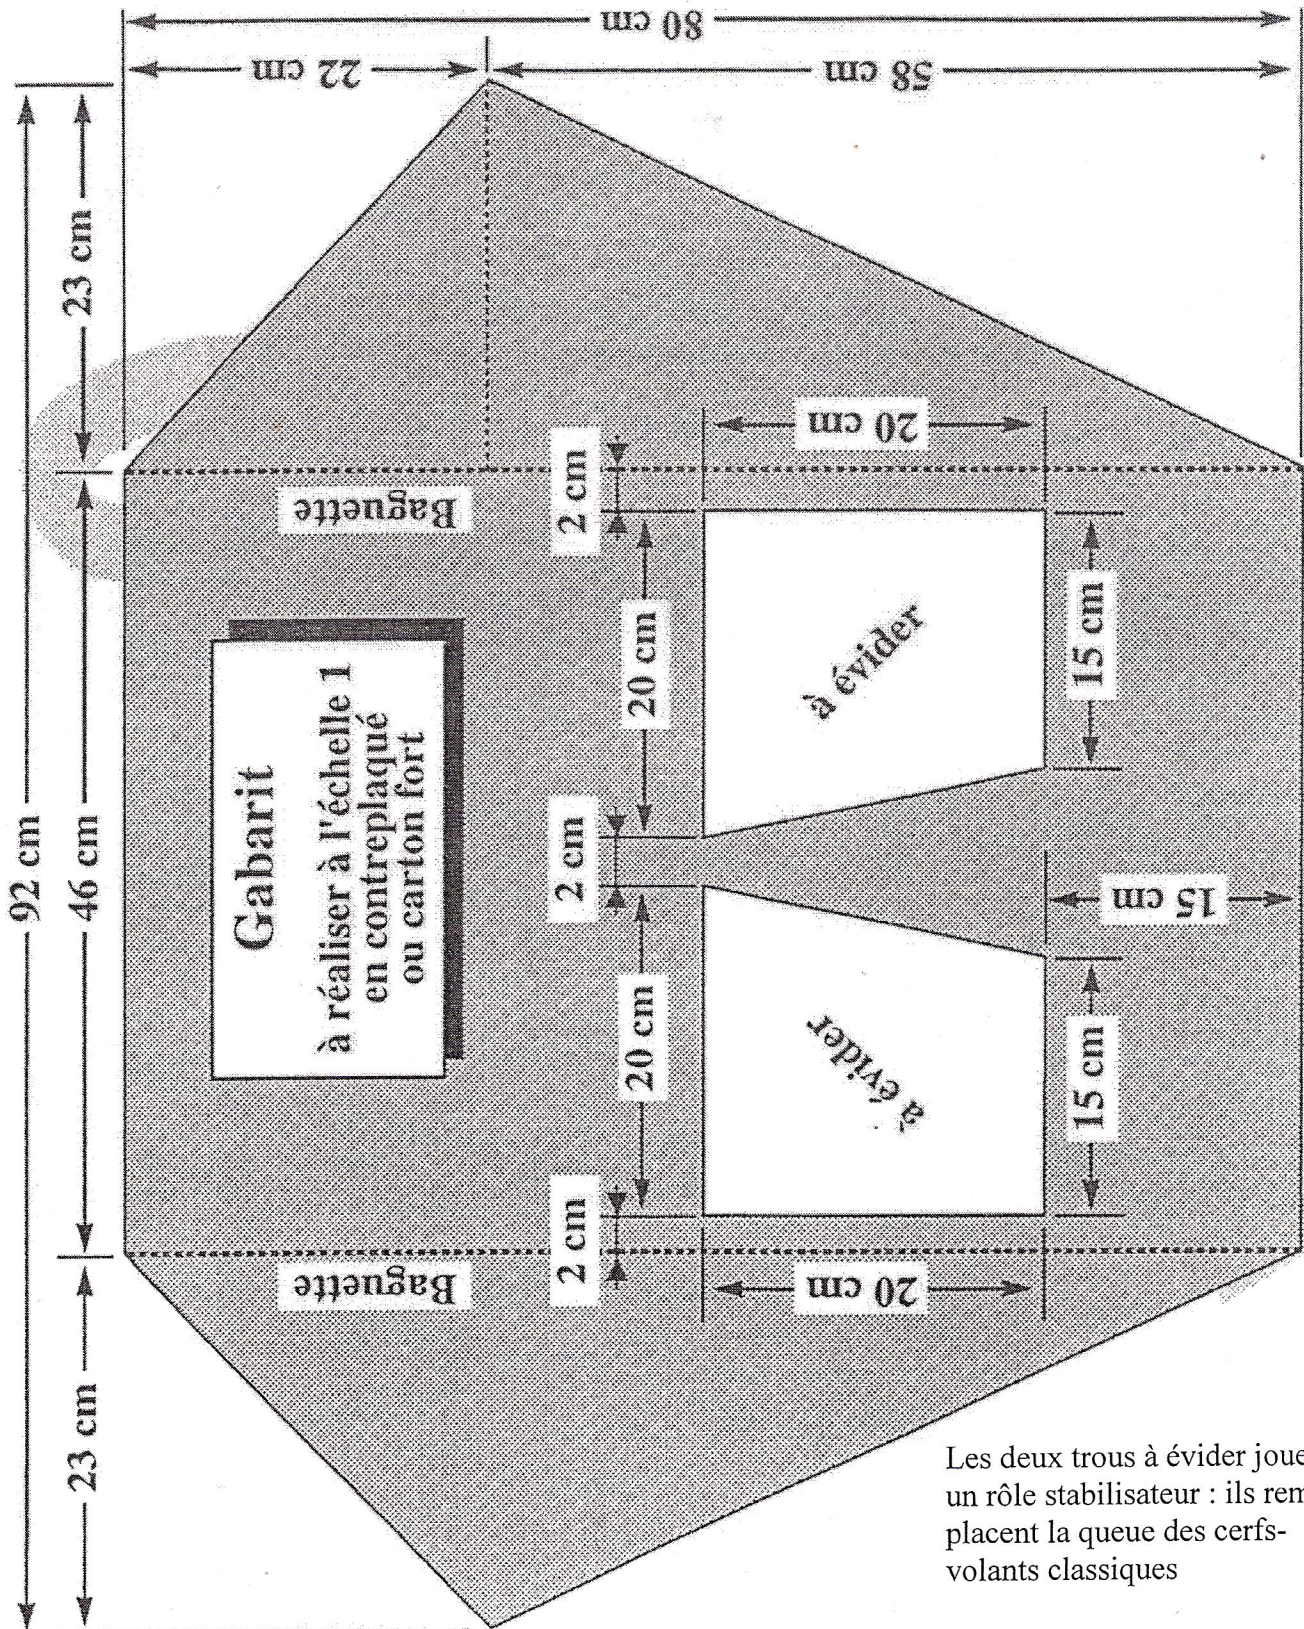 80 cm
22 cm
58 cm
92 cm
23 cm
46 cm
23 cm
Baguette
Baguette
Gabarit
à réaliser à l'échelle 1
en contreplaqué
ou carton fort
2 cm
20 cm
2 cm
20 cm
2 cm
20 cm
20 cm
à évider
à évider
15 cm
15 cm
15 cm
Les deux trous à évider joue
un rôle stabilisateur : ils rem
placent la queue des cerfs-
volants classiques